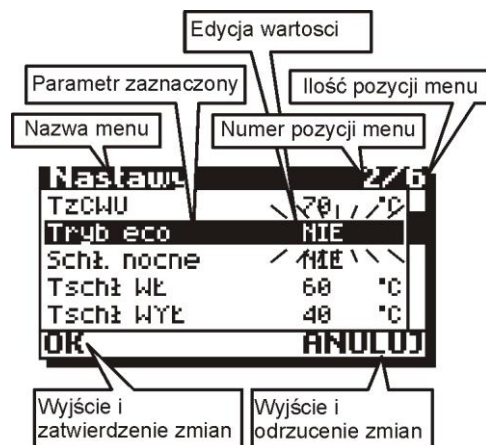 Edycja wartosci
Parametr zaznaczony
Ilość pozycji menu
Nazwa menu
Numer pozycji menu
Nastawy 2/6
TzCWU 70 °C
Tryb eco NIE
Schł. nocne NIE
Tschł WŁ 60 °C
Tschł WYŁ 40 °C
OK ANULUJ
Wyjście i
zatwierdzenie zmian
Wyjście i
odrzucenie zmian